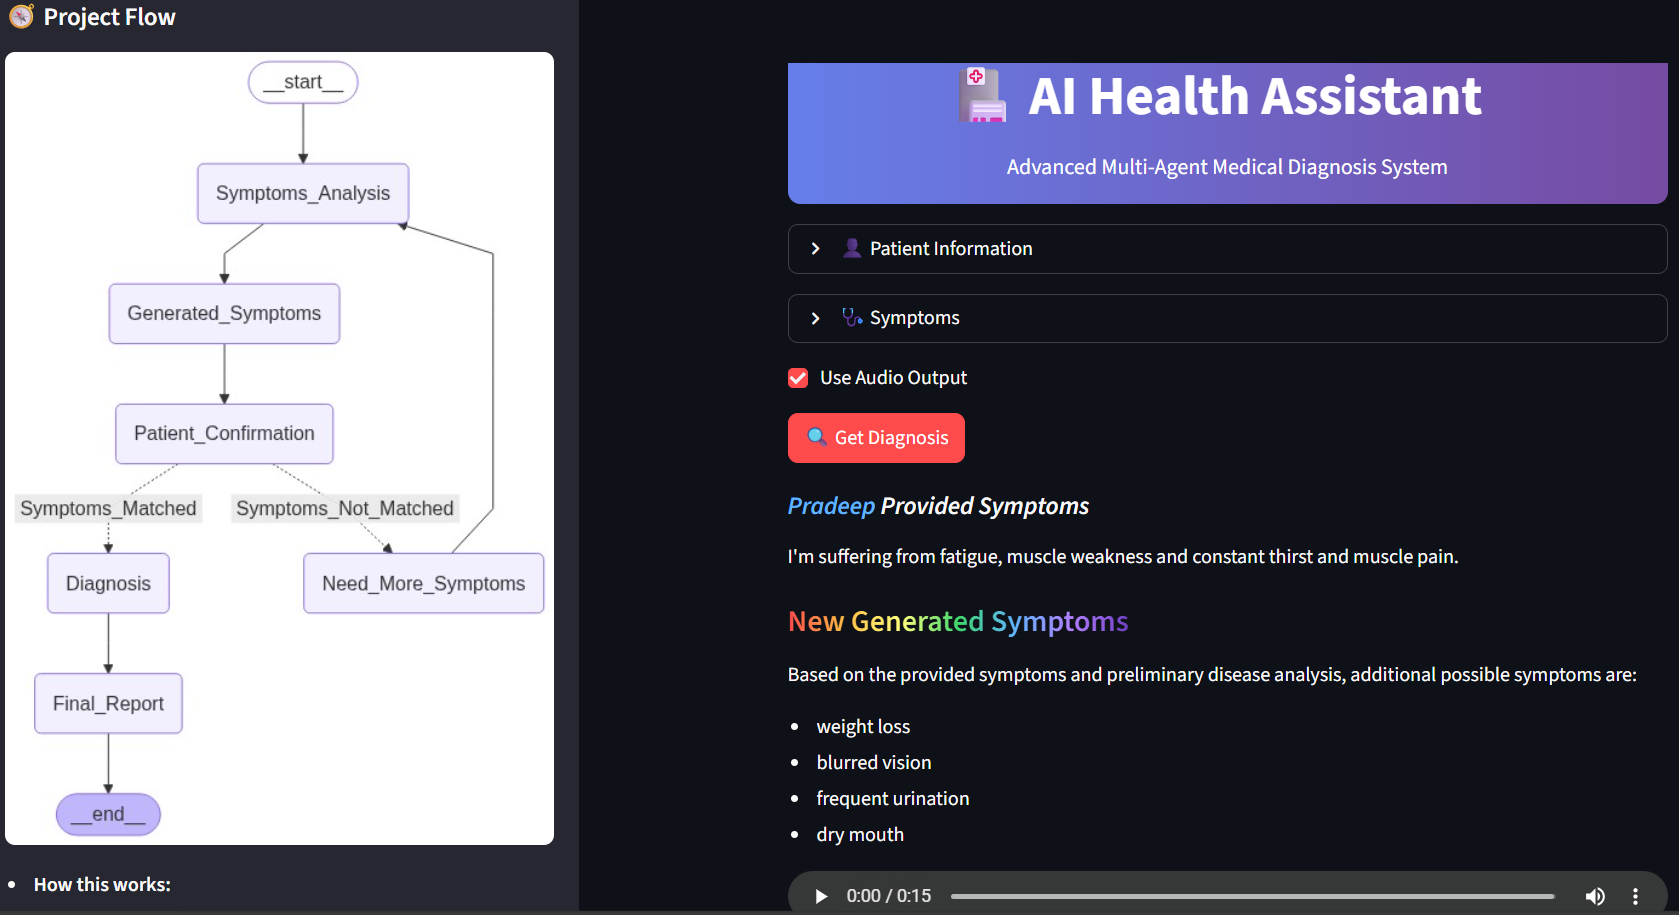 Project Flow
__start__
Symptoms_Analysis
Generated_Symptoms
Patient_Confirmation
Symptoms_Matched
Symptoms_Not_Matched
Diagnosis
Need_More_Symptoms
Final_Report
__end__
How this works:
AI Health Assistant
Advanced Multi-Agent Medical Diagnosis System
Patient Information
Symptoms
Use Audio Output
Get Diagnosis
Pradeep Provided Symptoms
I'm suffering from fatigue, muscle weakness and constant thirst and muscle pain.
New Generated Symptoms
Based on the provided symptoms and preliminary disease analysis, additional possible symptoms are:
weight loss
blurred vision
frequent urination
dry mouth
0:00 / 0:15